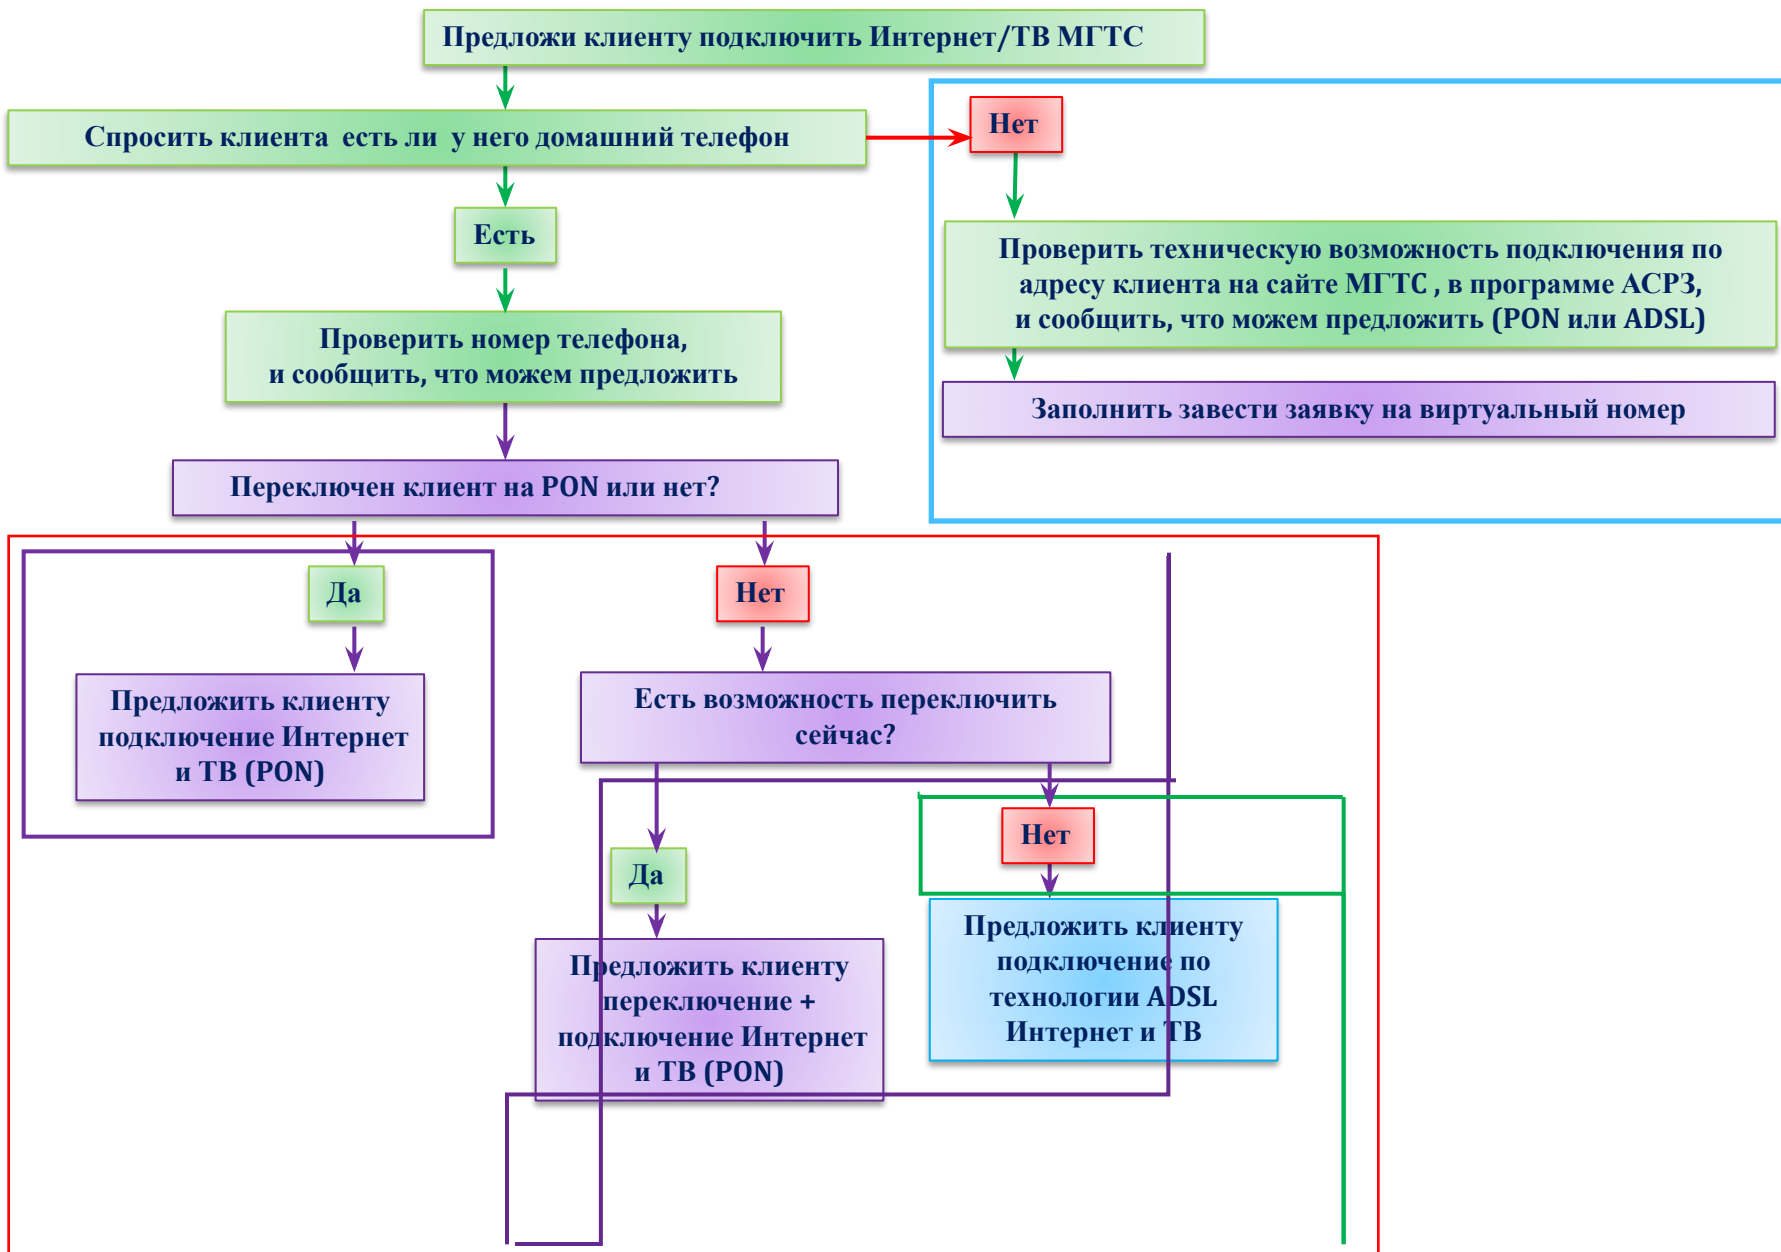 Предложи клиенту подключить Интернет/ТВ МГТС
Спросить клиента есть ли у него домашний телефон
Нет
Есть
Проверить техническую возможность подключения по
адресу клиента на сайте МГТС , в программе АСРЗ,
и сообщить, что можем предложить (PON или ADSL)
Проверить номер телефона,
и сообщить, что можем предложить
Заполнить завести заявку на виртуальный номер
Переключен клиент на PON или нет?
Да
Нет
Предложить клиенту
подключение Интернет
и ТВ (PON)
Есть возможность переключить
сейчас?
Да
Нет
Предложить клиенту
переключение +
подключение Интернет
и ТВ (PON)
Предложить клиенту
подключение по
технологии ADSL
Интернет и ТВ